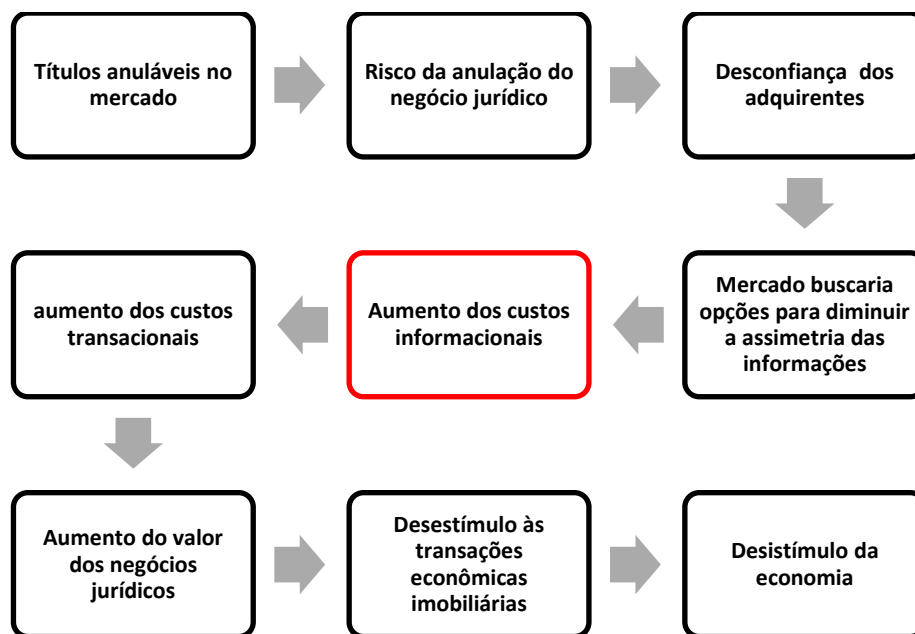 Títulos anuláveis no
mercado
Risco da anulação do
negócio jurídico
Desconfiança dos
adquirentes
Mercado buscaria
opções para diminuir
a assimetria das
informações
Aumento dos custos
informacionais
aumento dos custos
transacionais
Aumento do valor
dos negócios
jurídicos
Desestímulo às
transações
econômicas
imobiliárias
Desistímulo da
economia